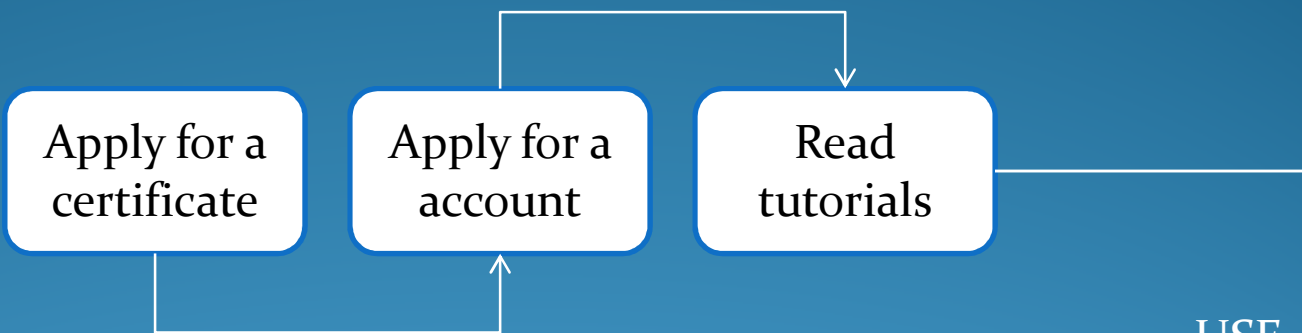 Apply for a
certificate
Apply for a
account
Read
tutorials